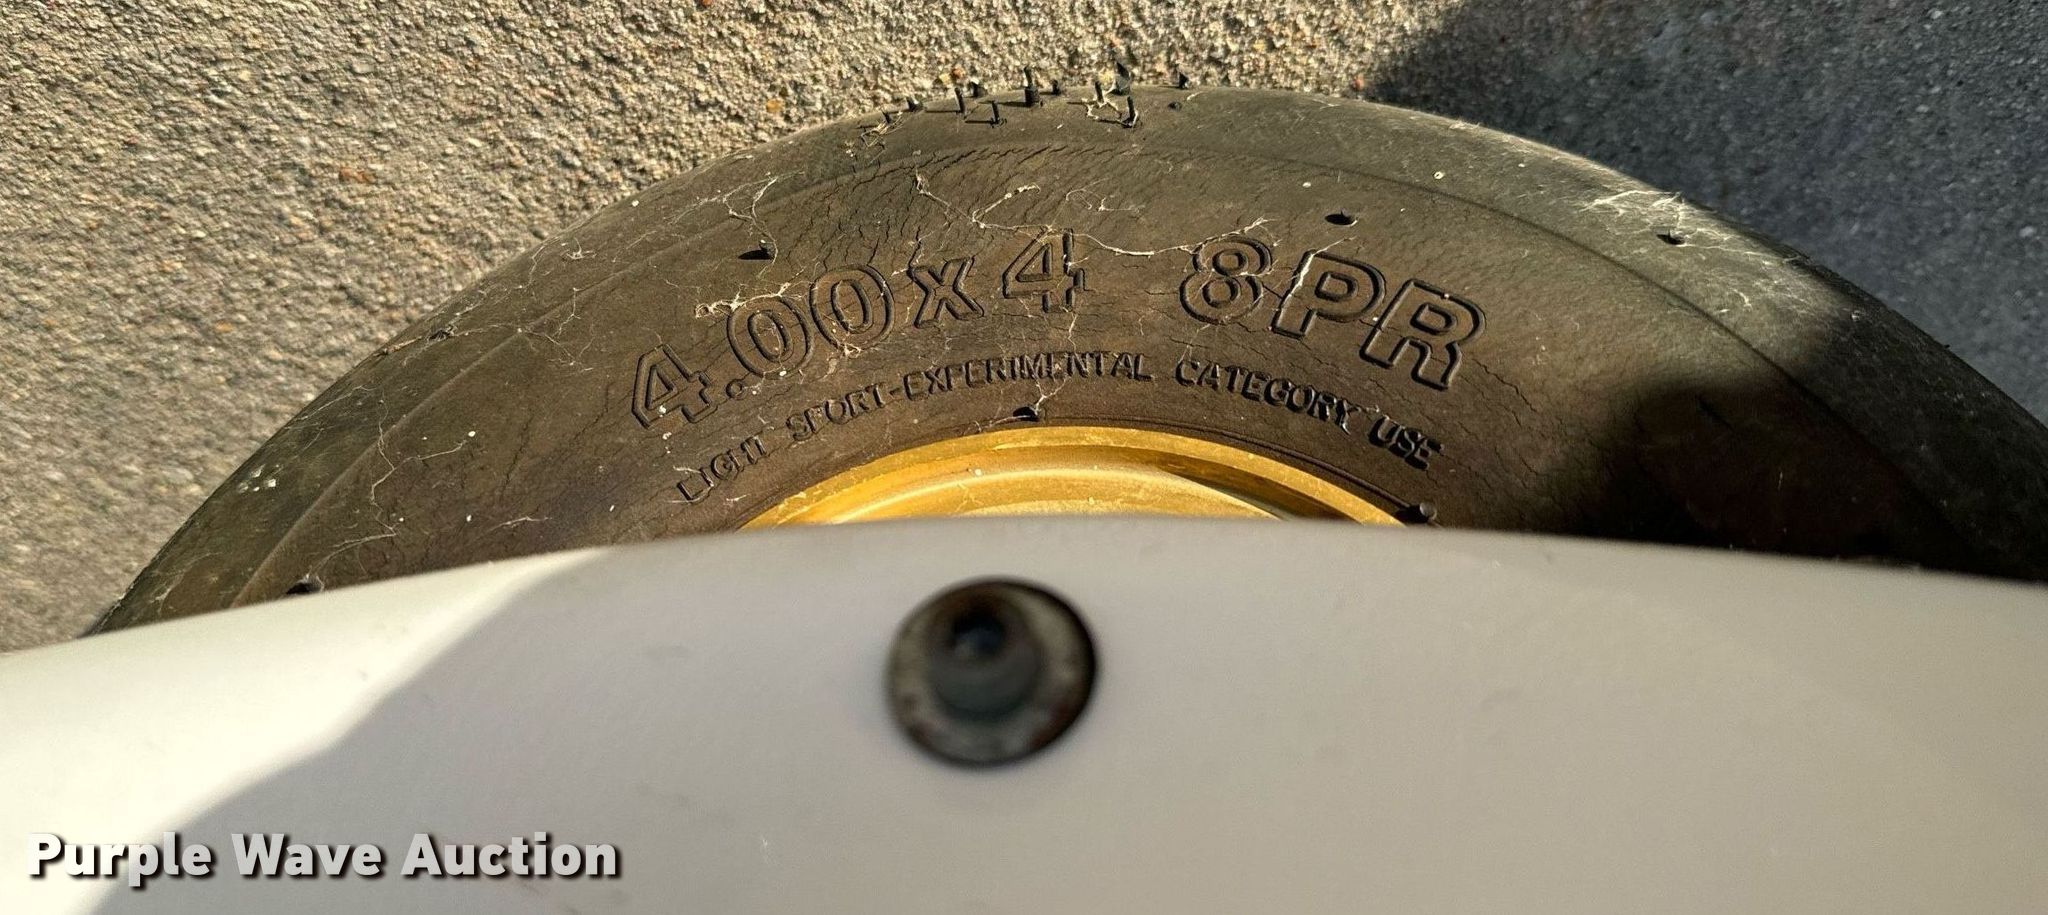 4.00x4 8PR
LIGHT SPORT-EXPERIMENTAL CATEGORY USE
Purple Wave Auction